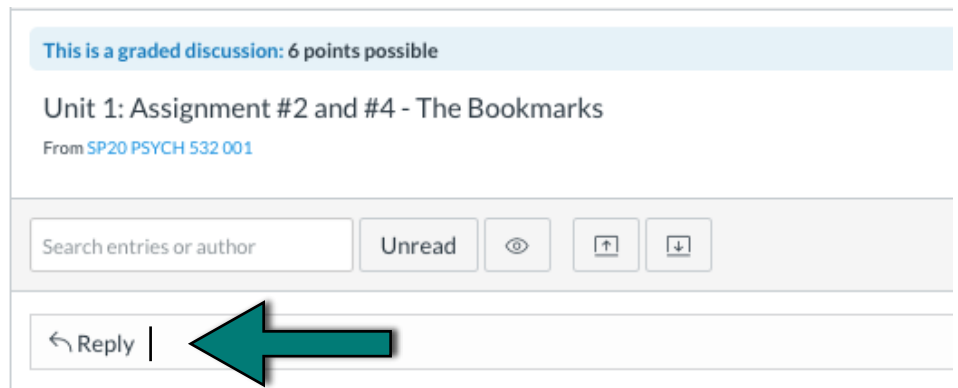 This is a graded discussion: 6 points possible
Unit 1: Assignment #2 and #4 - The Bookmarks
From SP20 PSYCH 532 001
Search entries or author Unread
Reply